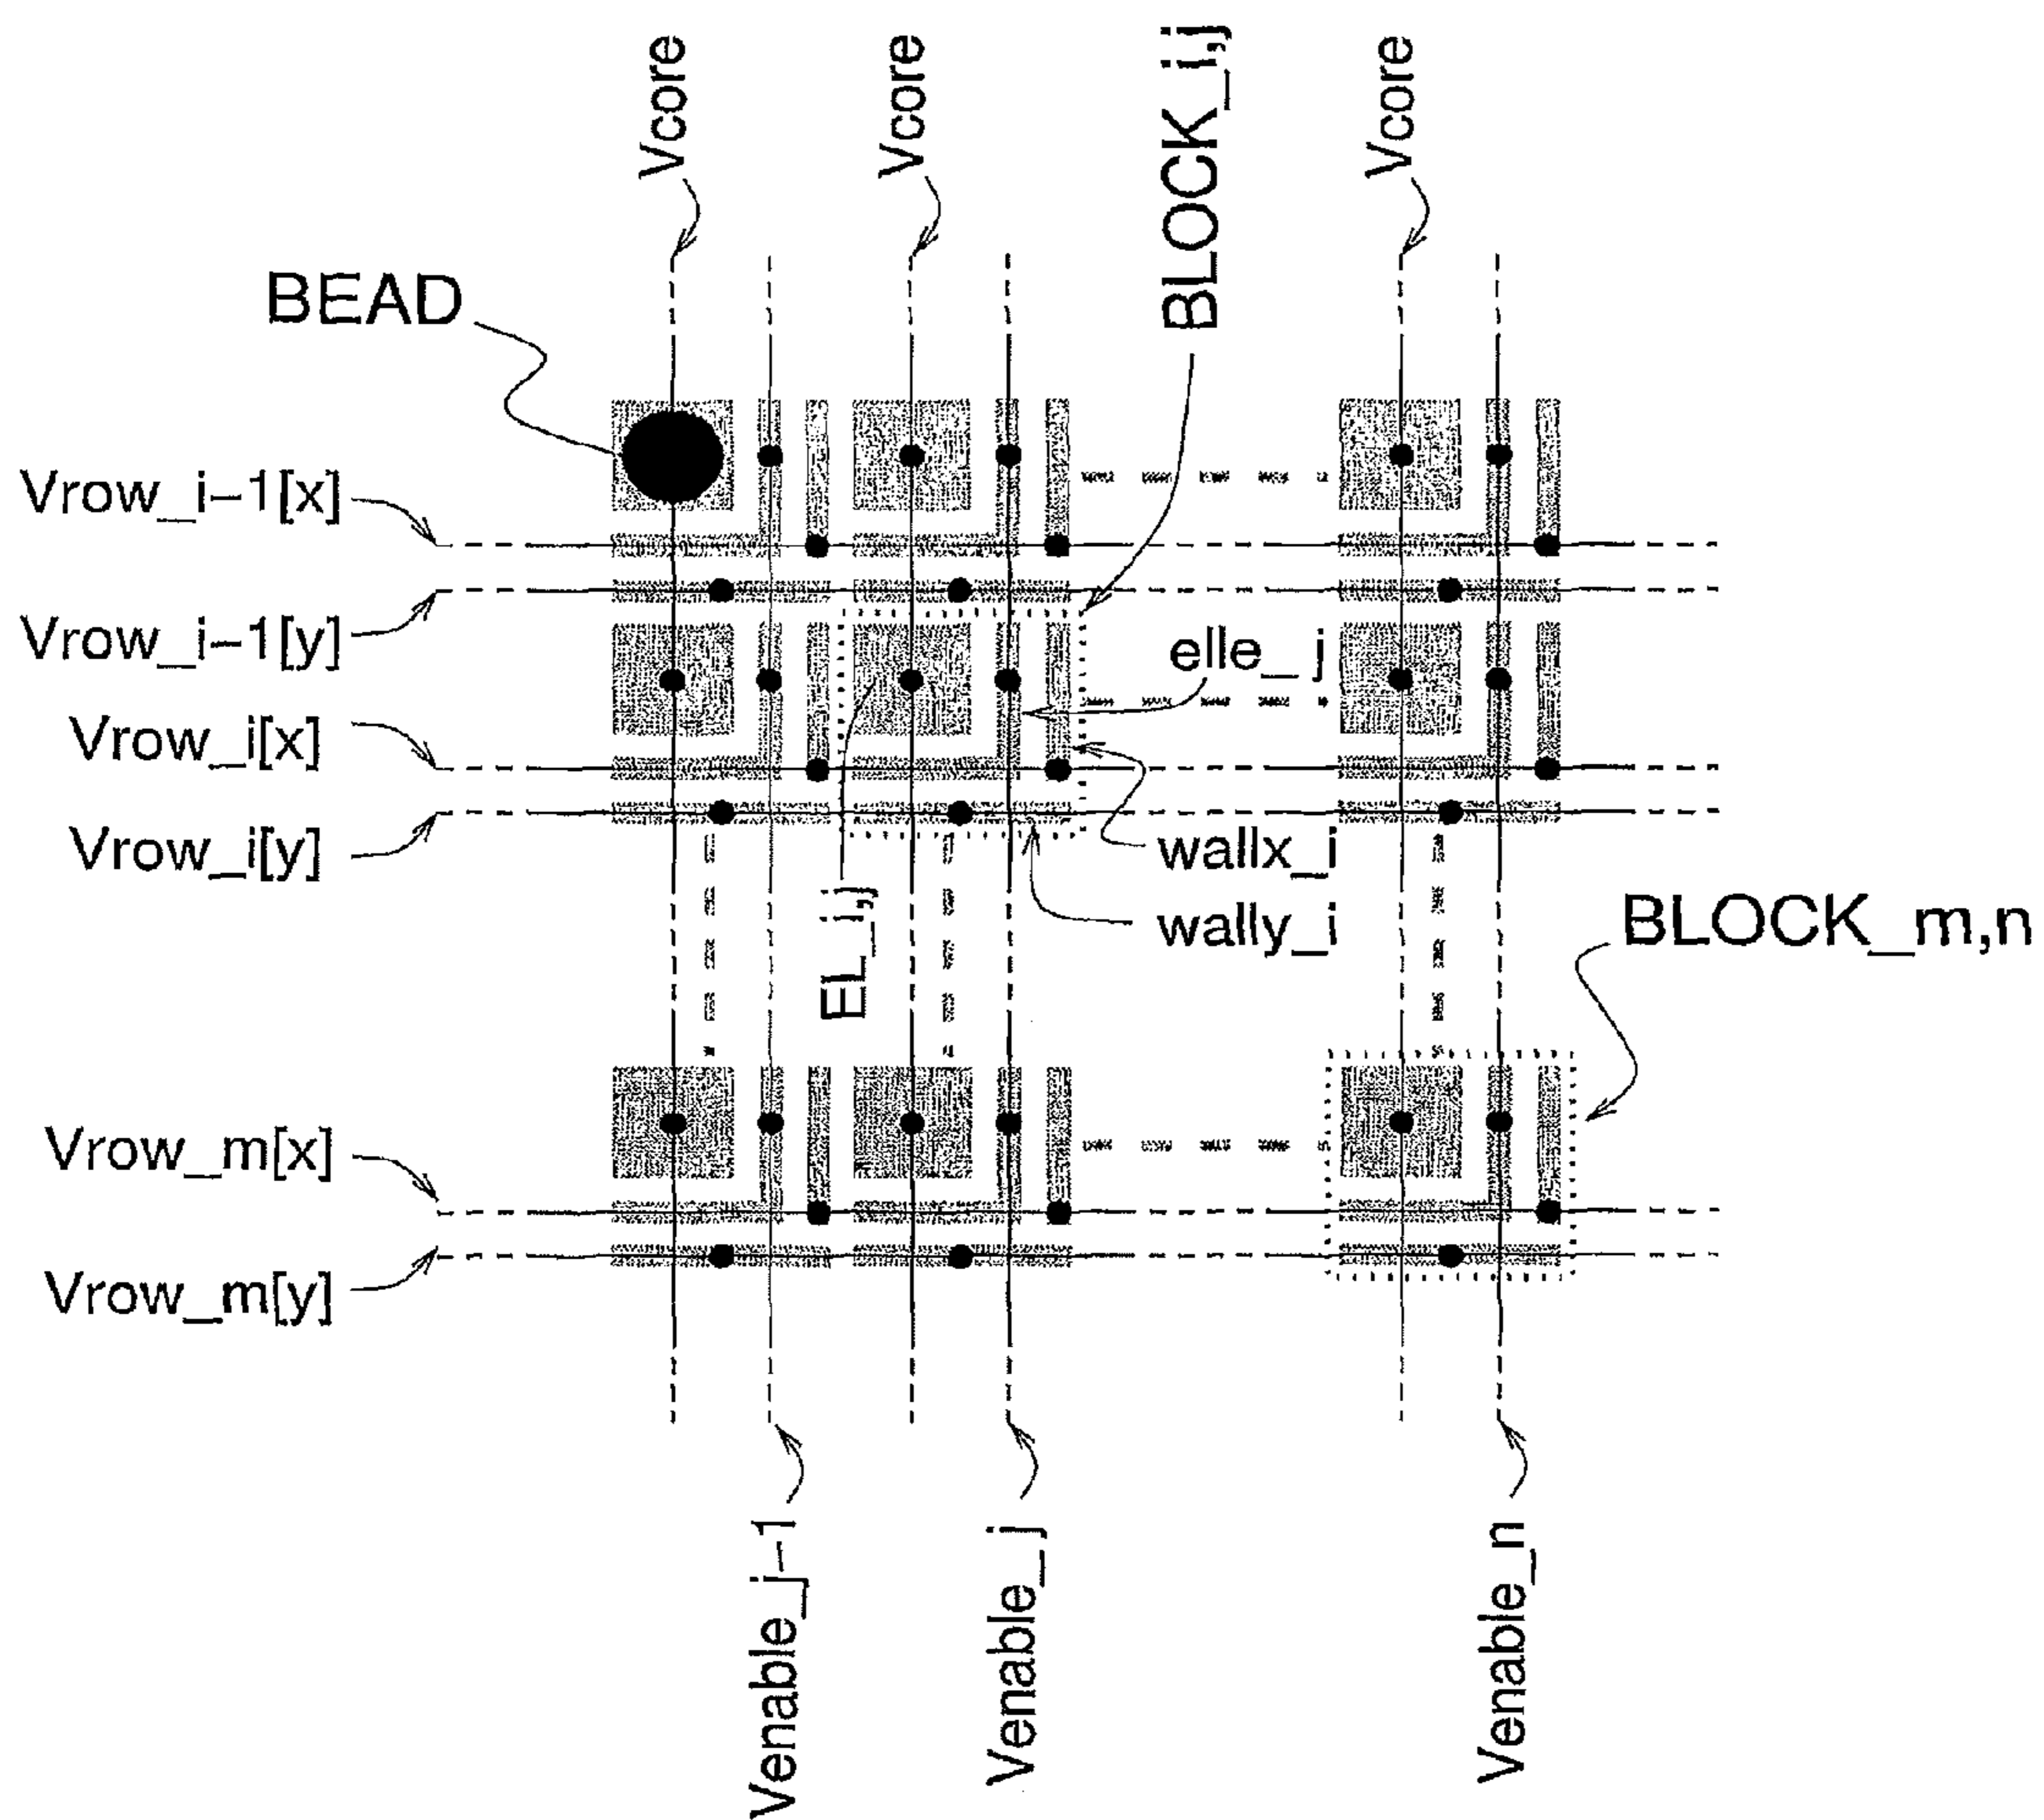 Vcore
Vcore
BLOCK_i,j
Vcore
BEAD
Vrow_i-1[x]
Vrow_i-1[y]
elle_j
Vrow_i[x]
Vrow_i[y]
wallx_i
EL_i,j
wally_i
BLOCK_m,n
Vrow_m[x]
Vrow_m[y]
Venable_j-1
Venable_j
Venable_n